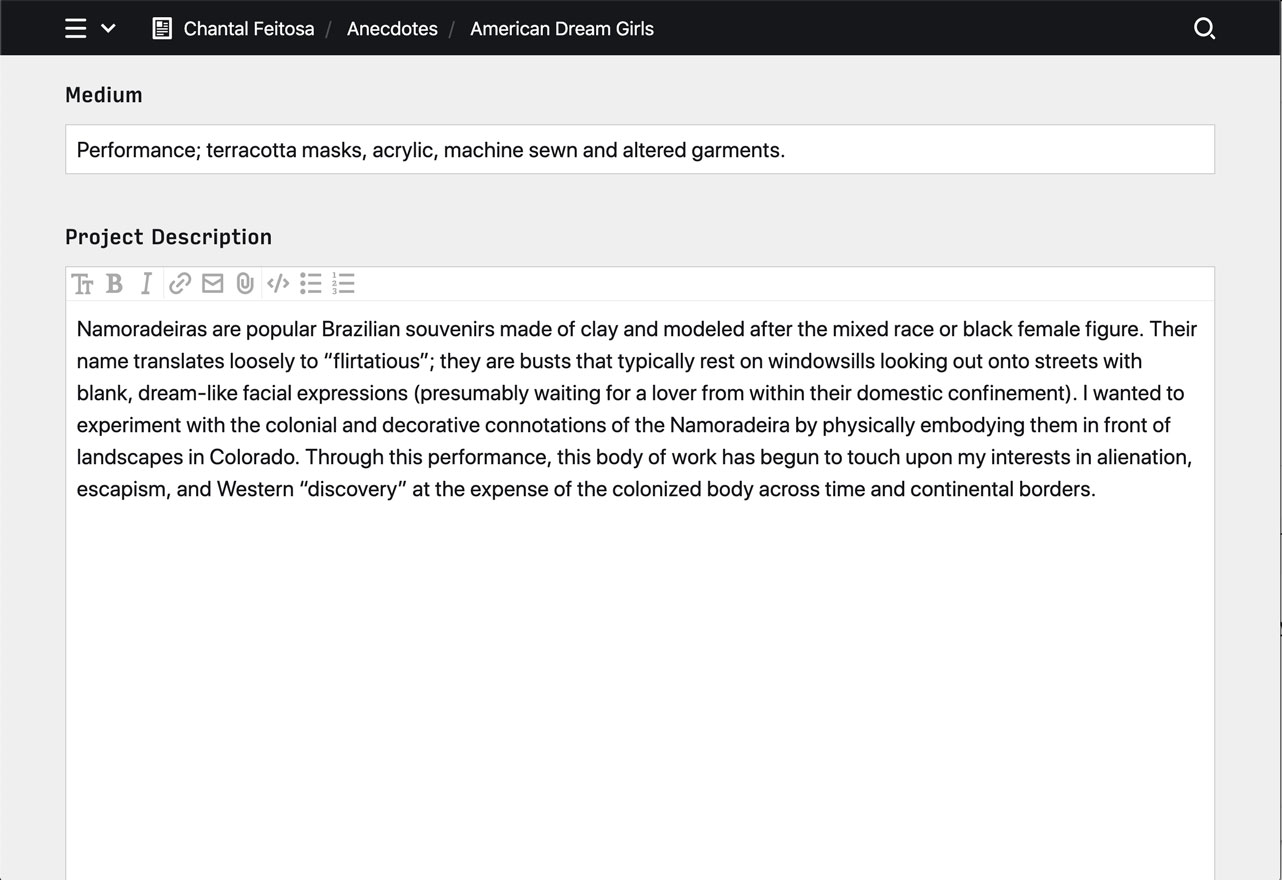 Chantal Feitosa / Anecdotes / American Dream Girls
Medium
Performance; terracotta masks, acrylic, machine sewn and altered garments.
Project Description
Namoradeiras are popular Brazilian souvenirs made of clay and modeled after the mixed race or black female figure. Their
name translates loosely to “flirtatious”; they are busts that typically rest on windowsills looking out onto streets with
blank, dream-like facial expressions (presumably waiting for a lover from within their domestic confinement). I wanted to
experiment with the colonial and decorative connotations of the Namoradeira by physically embodying them in front of
landscapes in Colorado. Through this performance, this body of work has begun to touch upon my interests in alienation,
escapism, and Western “discovery” at the expense of the colonized body across time and continental borders.